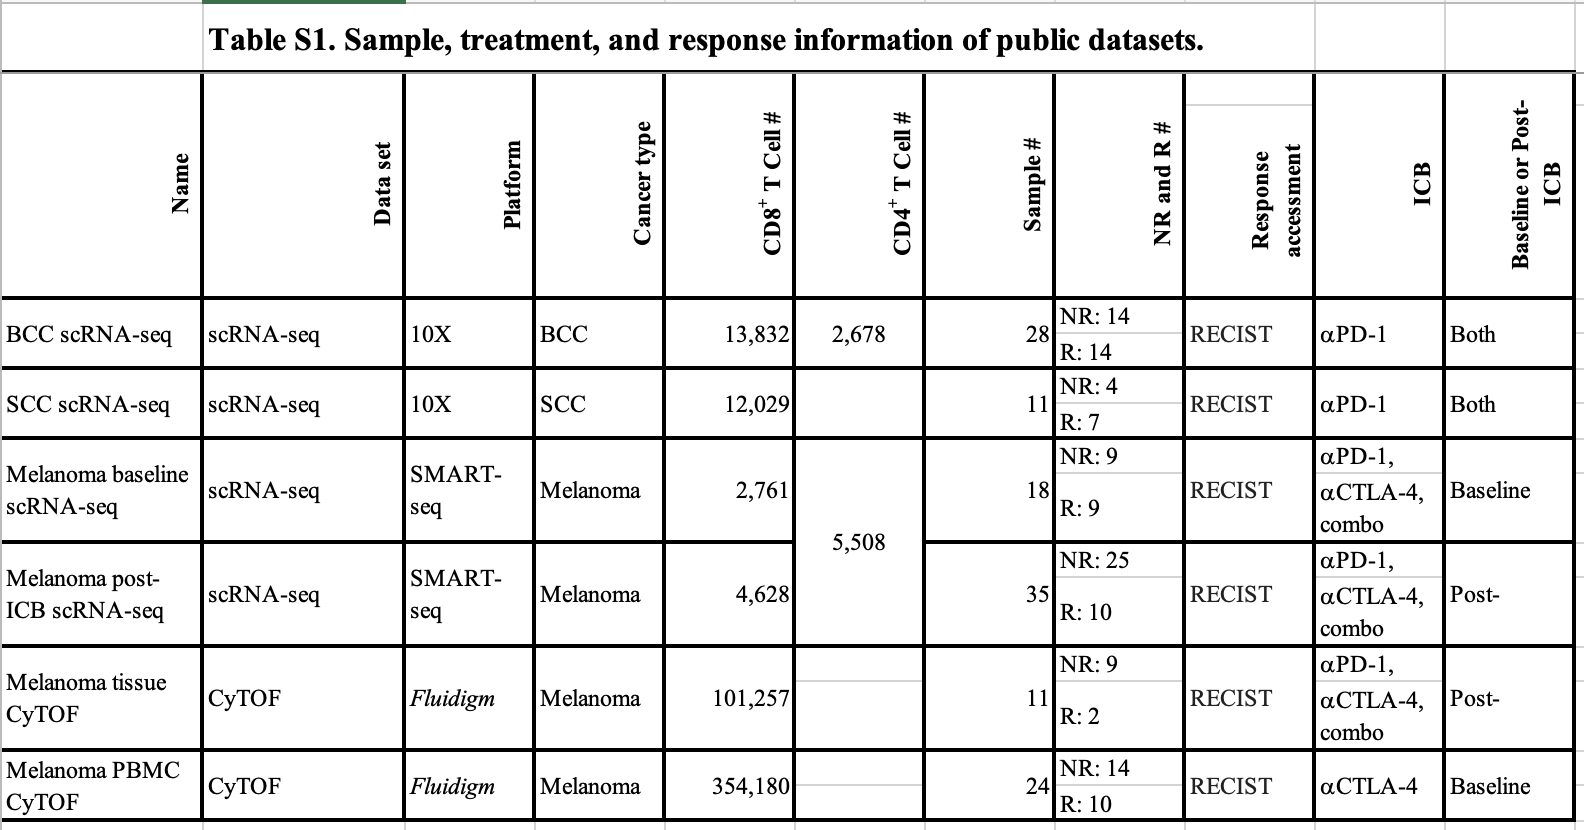 Table S1. Sample, treatment, and response information of public datasets.
Name
Data set
Platform
Cancer type
CD8⁺ T Cell #
CD4⁺ T Cell #
Sample #
NR and R #
Response
accessment
ICB
Baseline or Post-
ICB
BCC scRNA-seq
scRNA-seq
10X
BCC
13,832
2,678
28
NR: 14
R: 14
RECIST
αPD-1
Both
SCC scRNA-seq
scRNA-seq
10X
SCC
12,029
11
NR: 4
R: 7
RECIST
αPD-1
Both
Melanoma baseline
scRNA-seq
scRNA-seq
SMART-
seq
Melanoma
2,761
5,508
18
NR: 9
R: 9
RECIST
αPD-1,
αCTLA-4,
combo
Baseline
Melanoma post-
ICB scRNA-seq
scRNA-seq
SMART-
seq
Melanoma
4,628
35
NR: 25
R: 10
RECIST
αPD-1,
αCTLA-4,
combo
Post-
Melanoma tissue
CyTOF
CyTOF
Fluidigm
Melanoma
101,257
11
NR: 9
R: 2
RECIST
αPD-1,
αCTLA-4,
combo
Post-
Melanoma PBMC
CyTOF
CyTOF
Fluidigm
Melanoma
354,180
24
NR: 14
R: 10
RECIST
αCTLA-4
Baseline